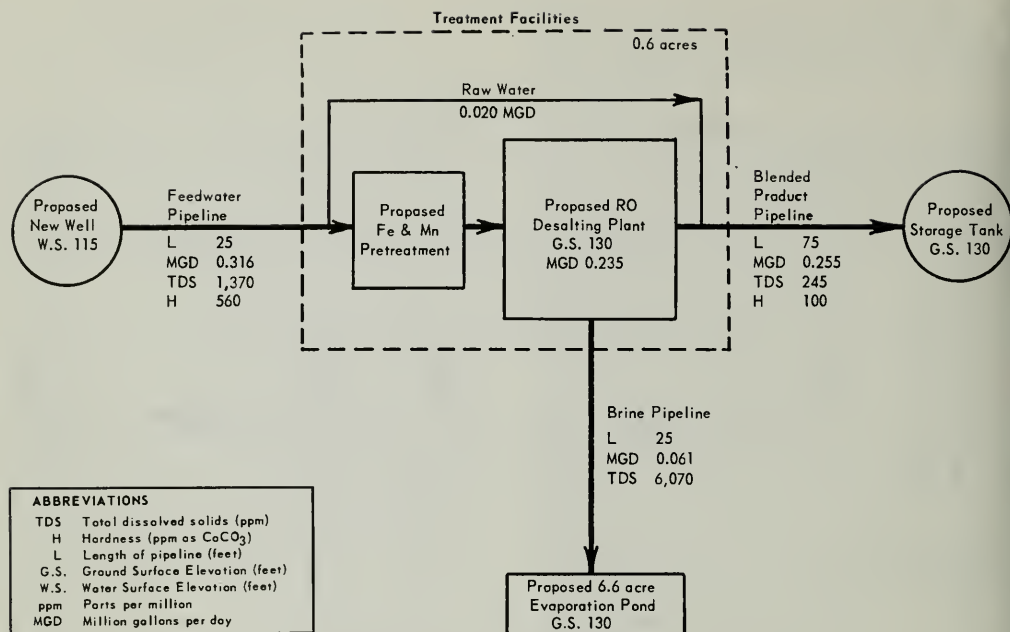 Treatment Facilities
0.6 acres
Raw Water
0.020 MGD
Proposed
New Well
W.S. 115
Feedwater
Pipeline
L 25
MGD 0.316
TDS 1,370
H 560
Proposed
Fe & Mn
Pretreatment
Proposed RO
Desalting Plant
G.S. 130
MGD 0.235
Blended
Product
Pipeline
L 75
MGD 0.255
TDS 245
H 100
Proposed
Storage Tank
G.S. 130
Brine Pipeline
L 25
MGD 0.061
TDS 6,070
Proposed 6.6 acre
Evaporation Pond
G.S. 130
ABBREVIATIONS
TDS Total dissolved solids (ppm)
H Hardness (ppm as CaCO3)
L Length of pipeline (feet)
G.S. Ground Surface Elevation (feet)
W.S. Water Surface Elevation (feet)
ppm Parts per million
MGD Million gallons per day